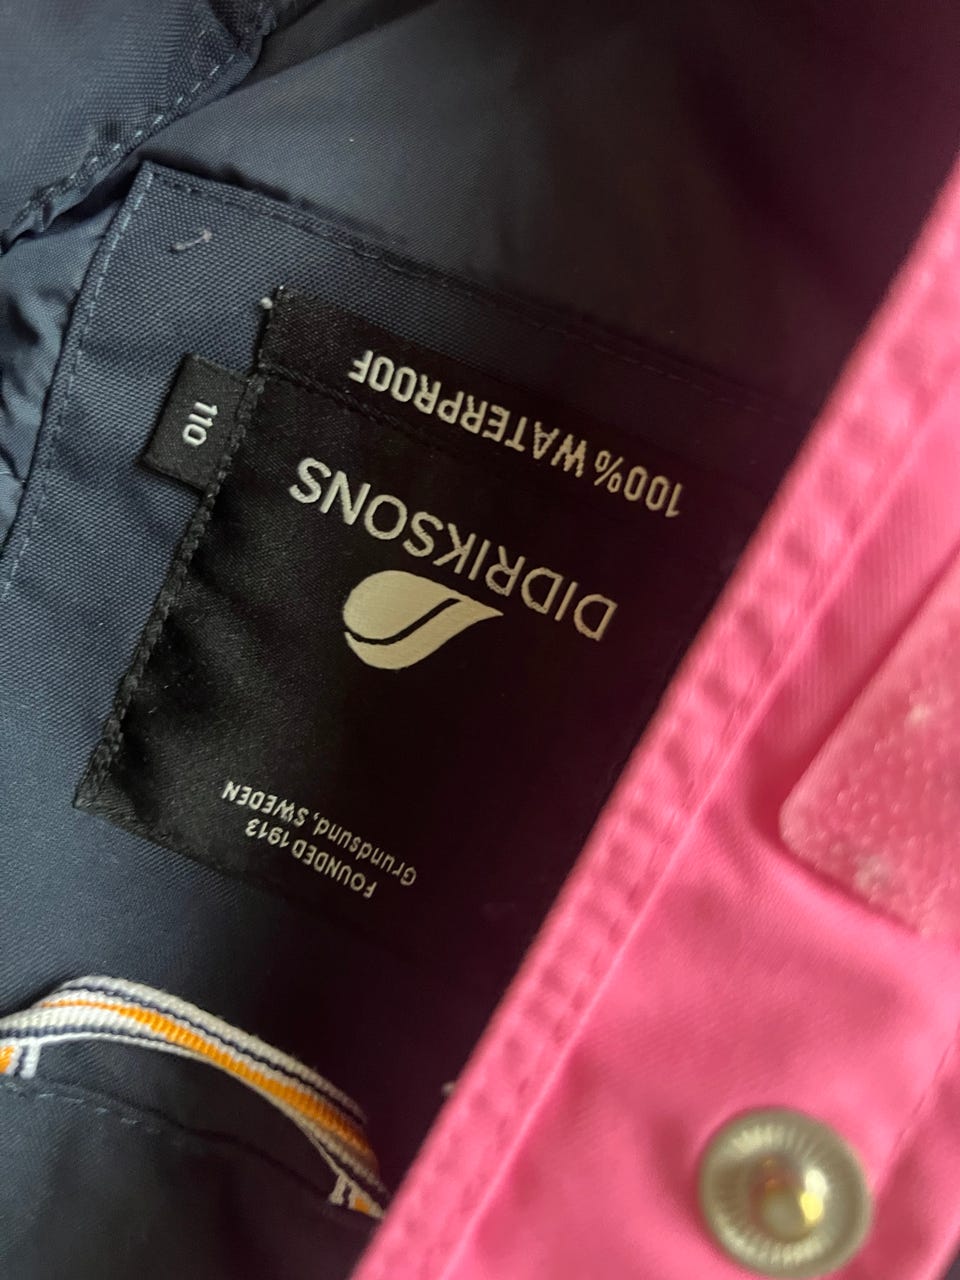 FOUNDED 1913
Grundsund, SWEDEN
DIDRIKSONS
100% WATERPROOF
110